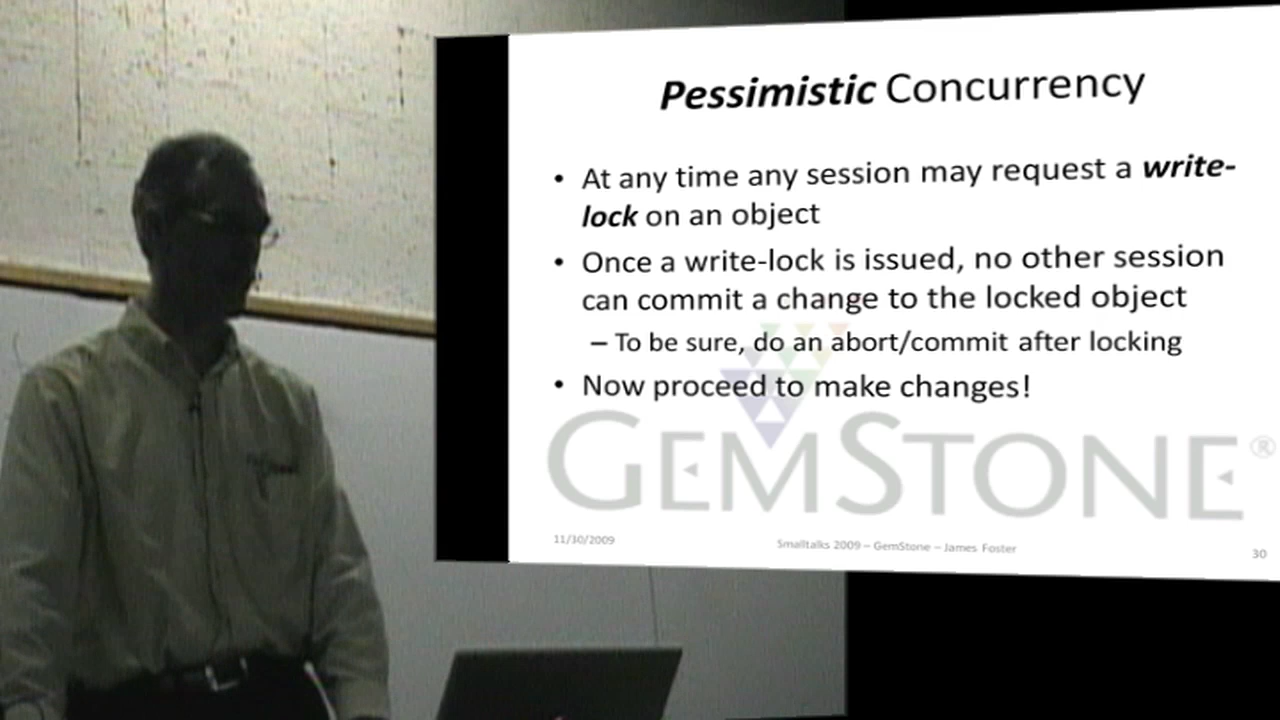 Pessimistic Concurrency
• At any time any session may request a write-
lock on an object
• Once a write-lock is issued, no other session
can commit a change to the locked object
– To be sure, do an abort/commit after locking
• Now proceed to make changes!
GEMSTONE®
11/10/2009
Smalltalks 2009 – GemStone – James Foster
30